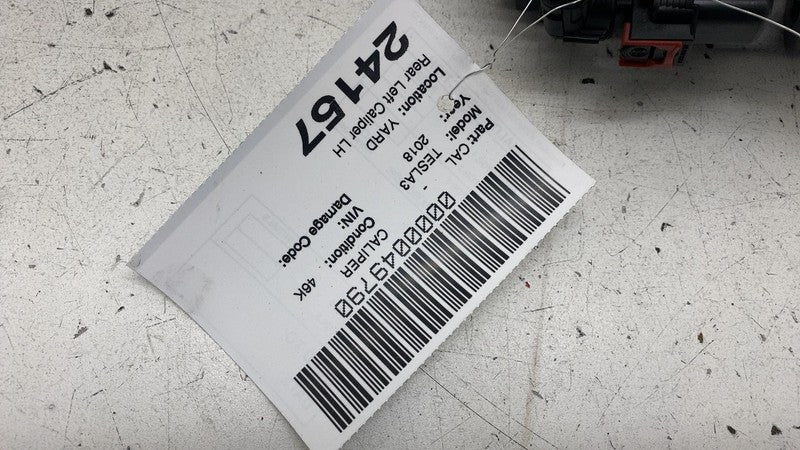 Part: CAL - CALIPER
Model: TESLA3
Year: 2018
Condition: 46K
VIN:
Location: YARD
Damage Code:
Rear Left Caliper LH
24157
0000049790